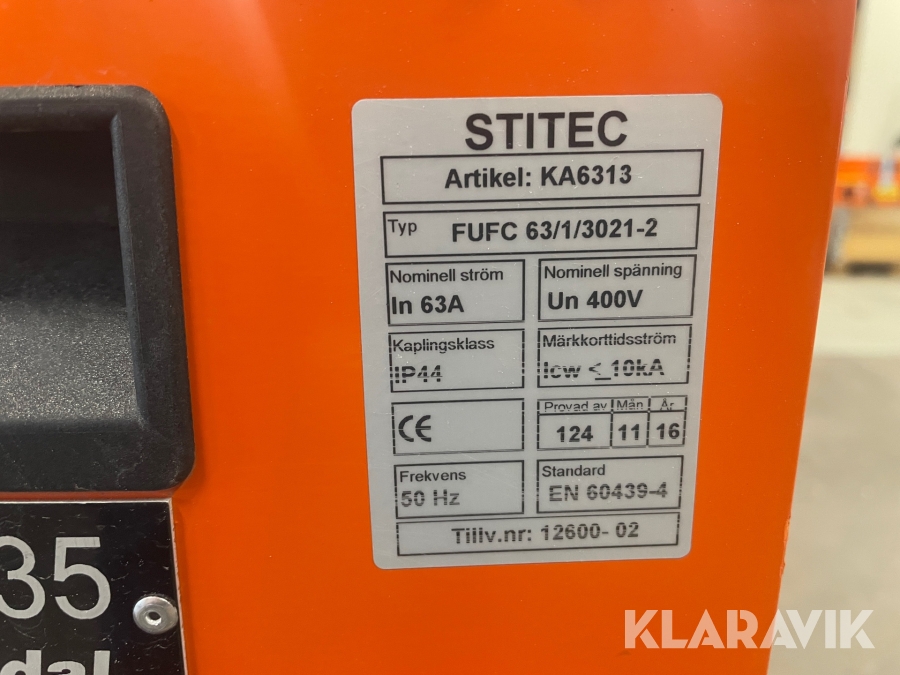 STITEC
Artikel: KA6313
Typ FUFC 63/1/3021-2
Nominell ström Nominell spänning
In 63A Un 400V
Kaplingsklass Märkkorttidsström
IP44 Icw <_10kA
CE Provad av Mån År
124 11 16
Frekvens Standard
50 Hz EN 60439-4
Tillv.nr: 12600- 02
35
dal
KLARAVIK